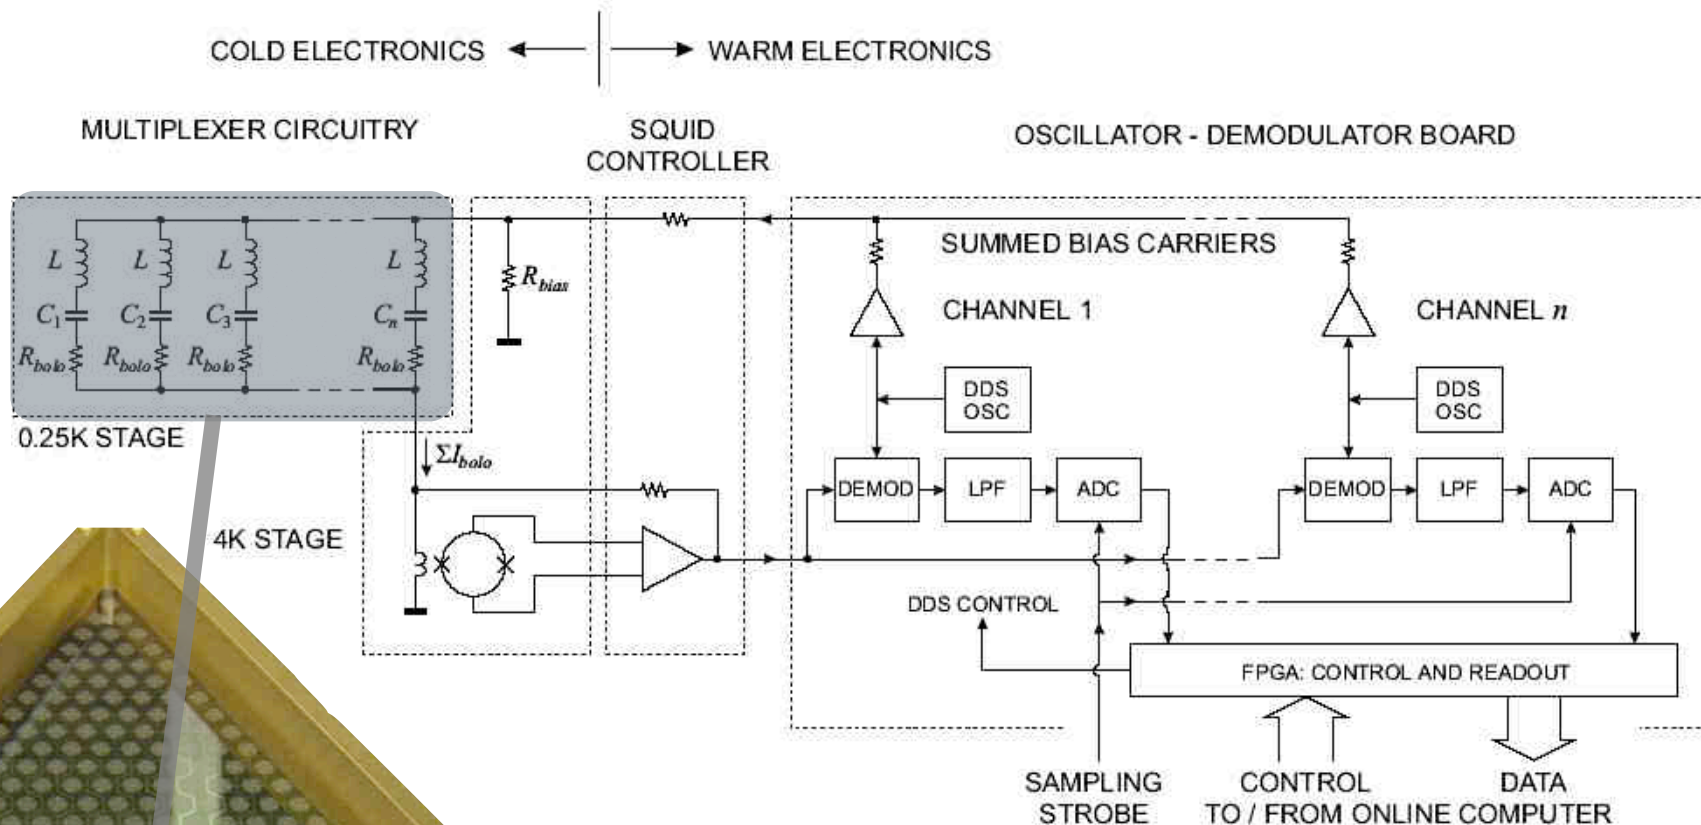 COLD ELECTRONICS
WARM ELECTRONICS
MULTIPLEXER CIRCUITRY
SQUID
CONTROLLER
OSCILLATOR - DEMODULATOR BOARD
L
L
L
L
C1
C2
C3
Cn
Rbolo
Rbolo
Rbolo
Rbolo
Rbias
SUMMED BIAS CARRIERS
CHANNEL 1
CHANNEL n
DDS
OSC
DDS
OSC
0.25K STAGE
ΣIbolo
4K STAGE
DEMOD
LPF
ADC
DEMOD
LPF
ADC
DDS CONTROL
FPGA: CONTROL AND READOUT
SAMPLING
STROBE
CONTROL
DATA
TO / FROM ONLINE COMPUTER